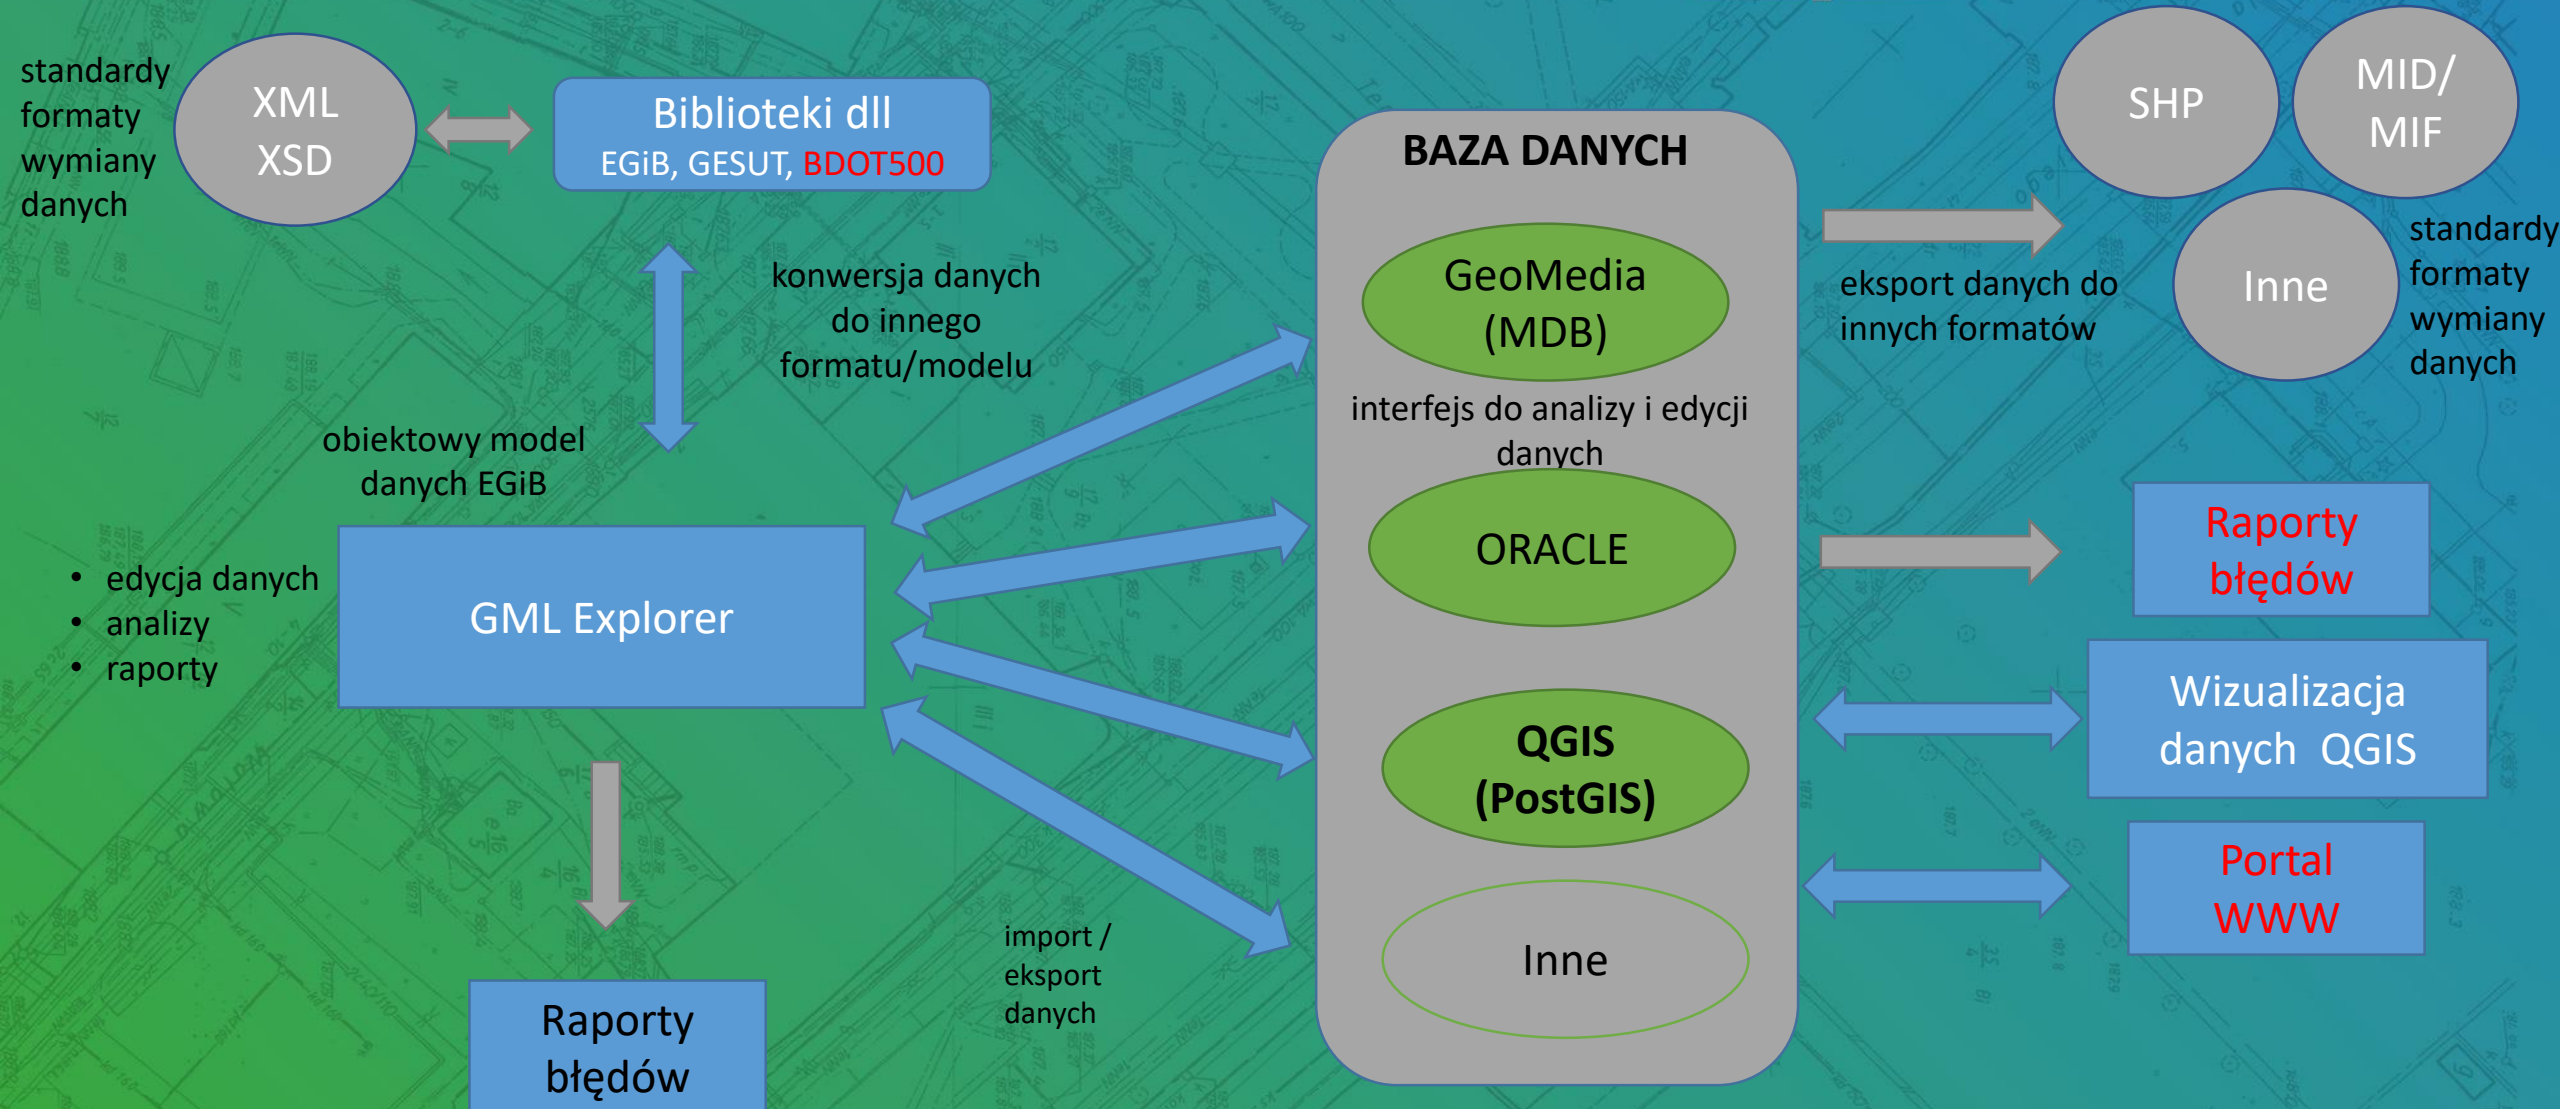 standardy
formaty
wymiany
danych
XML
XSD
Biblioteki dll
EGiB, GESUT, BDOT500
konwersja danych
do innego
formatu/modelu
obiektowy model
danych EGiB
• edycja danych
• analizy
• raporty
GML Explorer
Raporty
błędów
import /
eksport
danych
BAZA DANYCH
GeoMedia
(MDB)
interfejs do analizy i edycji
danych
ORACLE
QGIS
(PostGIS)
Inne
SHP
MID/
MIF
Inne
standardy
formaty
wymiany
danych
eksport danych do
innych formatów
Raporty
błędów
Wizualizacja
danych QGIS
Portal
WWW